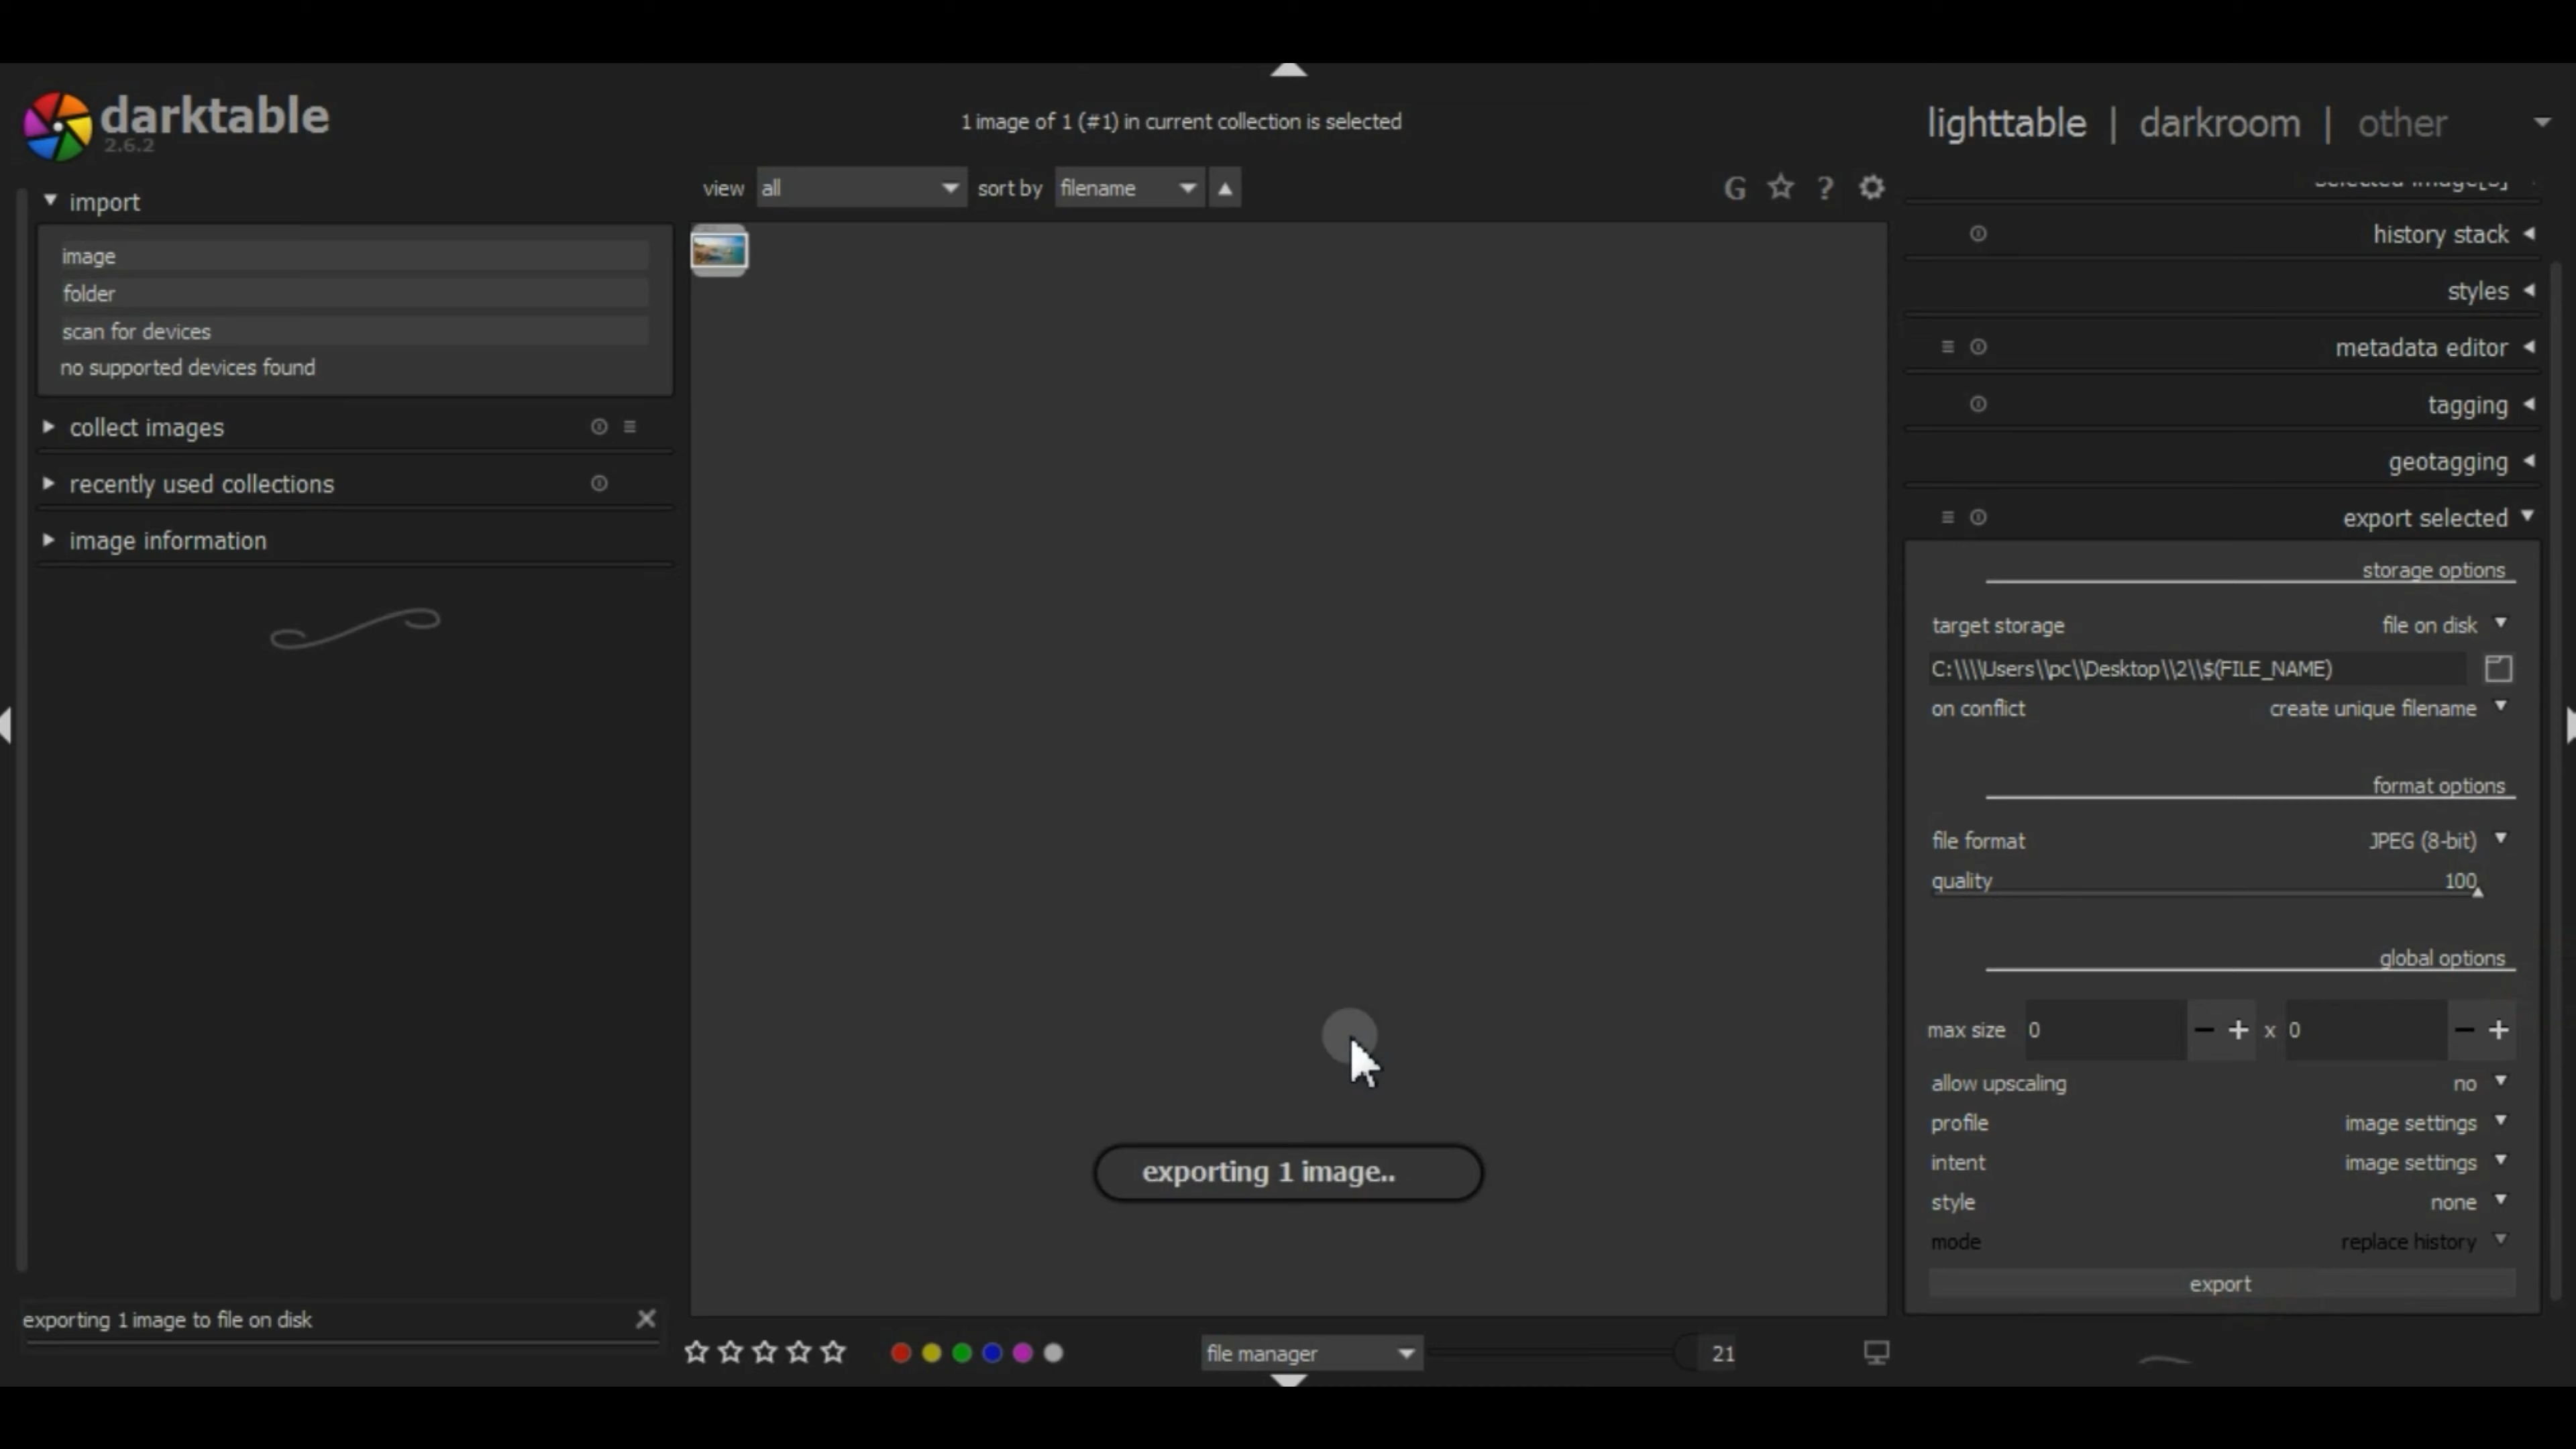 darktable
2.6.2
1 image of 1 (#1) in current collection is selected
lighttable | darkroom | other
import
image
folder
scan for devices
no supported devices found
collect images
recently used collections
image information
exporting 1 image to file on disk
view all sort by filename
G ?
exporting 1 image..
file manager 21
selected image[s]
history stack
styles
metadata editor
tagging
geotagging
export selected
storage options
target storage file on disk
C:\\\\Users\\pc\\Desktop\\2\\$(FILE_NAME)
on conflict create unique filename
format options
file format JPEG (8-bit)
quality 100
global options
max size 0 − + x 0 − +
allow upscaling no
profile image settings
intent image settings
style none
mode replace history
export